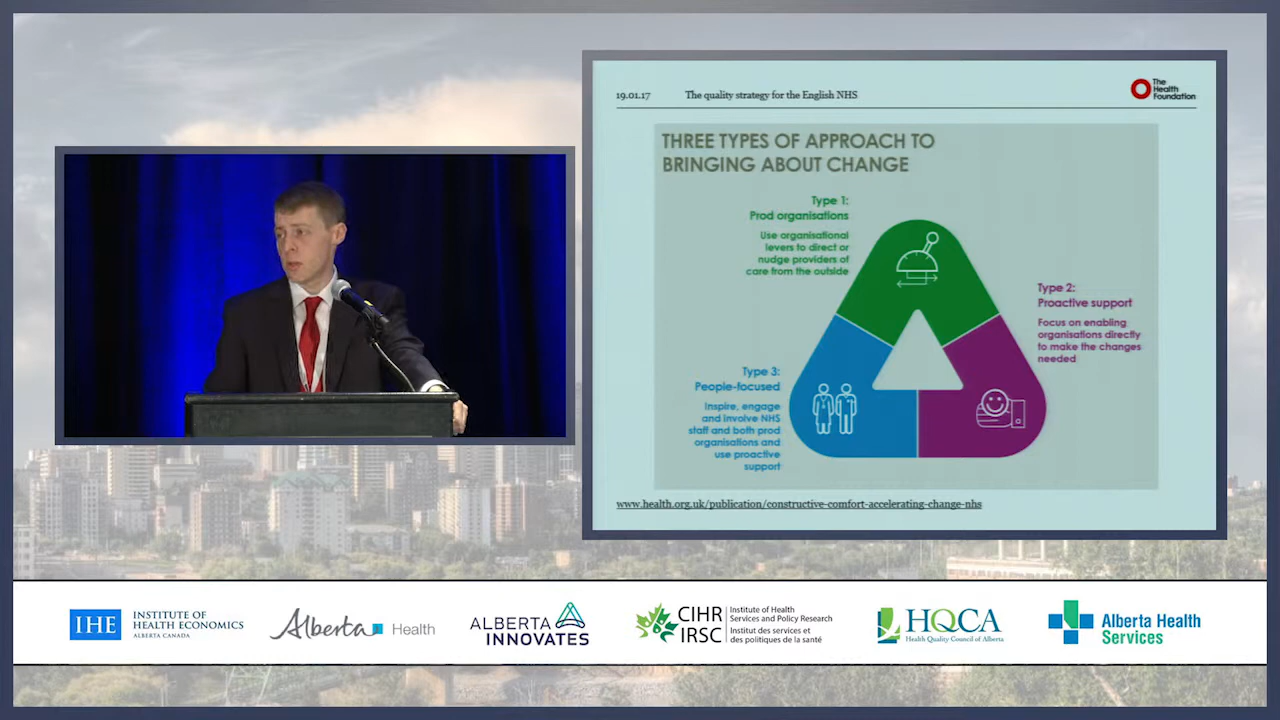 19.01.17 The quality strategy for the English NHS
The
Health
Foundation
THREE TYPES OF APPROACH TO
BRINGING ABOUT CHANGE
Type 1:
Prod organisations
Use organisational
levers to direct or
nudge providers of
care from the outside
Type 2:
Proactive support
Focus on enabling
organisations directly
to make the changes
needed
Type 3:
People-focused
Inspire, engage
and involve NHS
staff and both prod
organisations and
use proactive
support
www.health.org.uk/publication/constructive-comfort-accelerating-change-nhs
IHE
INSTITUTE OF
HEALTH ECONOMICS
ALBERTA CANADA
Alberta Health
ALBERTA
INNOVATES
CIHR
IRSC
Institute of Health
Services and Policy Research
Institut des services et
des politiques de la santé
HQCA
Health Quality Council of Alberta
Alberta Health
Services